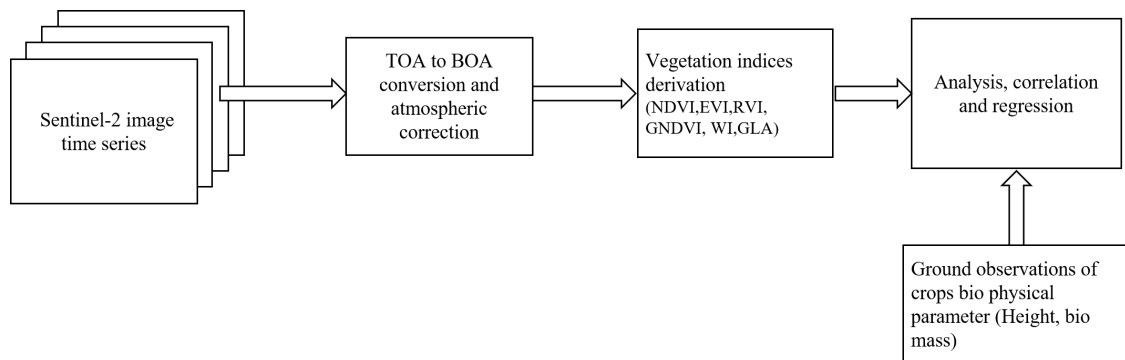 Sentinel-2 image
time series
TOA to BOA
conversion and
atmospheric
correction
Vegetation indices
derivation
(NDVI,EVI,RVI,
GNDVI, WI,GLA)
Analysis, correlation
and regression
Ground observations of
crops bio physical
parameter (Height, bio
mass)